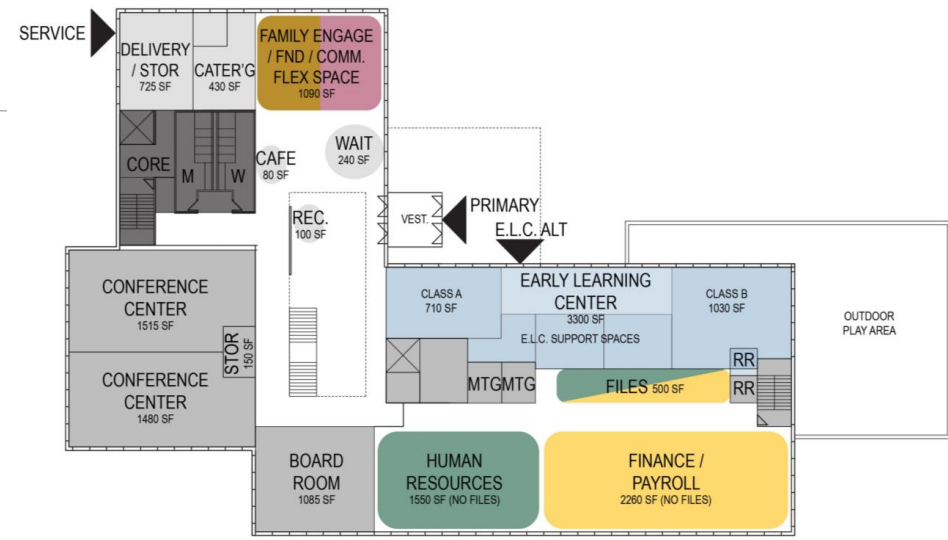 SERVICE
DELIVERY
/ STOR
725 SF
CATER'G
430 SF
FAMILY ENGAGE
/ FND / COMM.
FLEX SPACE
1090 SF
CORE
M
W
CAFE
80 SF
WAIT
240 SF
REC.
100 SF
VEST.
PRIMARY
E.L.C. ALT
CONFERENCE
CENTER
1515 SF
STOR
150 SF
CONFERENCE
CENTER
1480 SF
CLASS A
710 SF
EARLY LEARNING
CENTER
3300 SF
E.L.C. SUPPORT SPACES
CLASS B
1030 SF
OUTDOOR
PLAY AREA
RR
RR
MTG
MTG
FILES 500 SF
BOARD
ROOM
1085 SF
HUMAN
RESOURCES
1550 SF (NO FILES)
FINANCE /
PAYROLL
2260 SF (NO FILES)